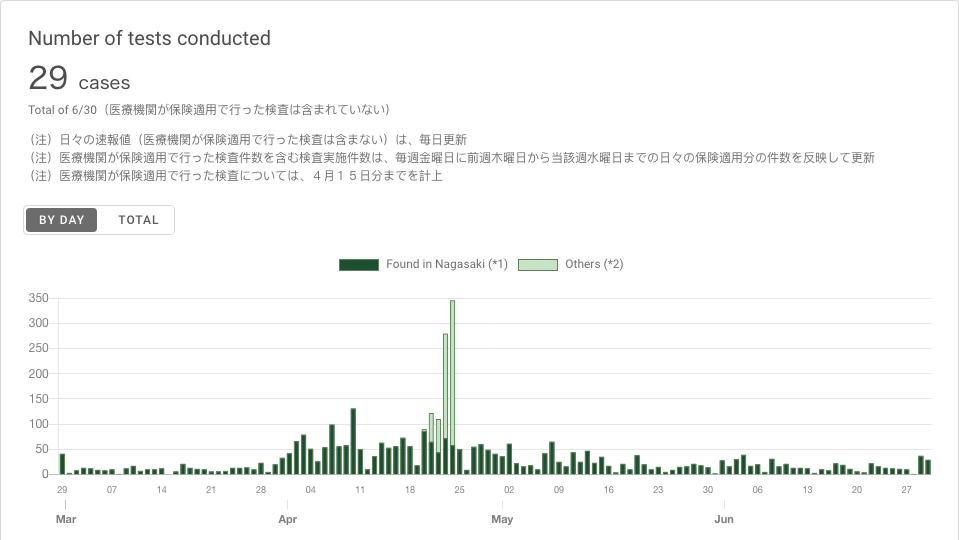 Number of tests conducted
29 cases
Total of 6/30（医療機関が保険適用で行った検査は含まれていない）
（注）日々の速報値（医療機関が保険適用で行った検査は含まない）は、毎日更新
（注）医療機関が保険適用で行った検査件数を含む検査実施件数は、毎週金曜日に前週木曜日から当該週水曜日までの日々の保険適用分の件数を反映して更新
（注）医療機関が保険適用で行った検査については、４月１５日分までを計上
BY DAY TOTAL
Found in Nagasaki (*1) Others (*2)
350
300
250
200
150
100
50
0
29 07 14 21 28 04 11 18 25 02 09 16 23 30 06 13 20 27
Mar Apr May Jun